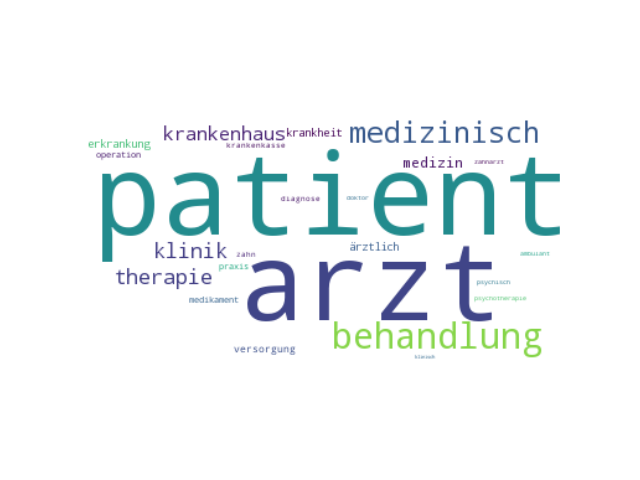 krankenhaus
krankheit
medizinisch
erkrankung
krankenkasse
operation
medizin
zahnarzt
patient
diagnose
doktor
klinik
zahn
ärztlich
ambulant
praxis
therapie
arzt
psychisch
medikament
psychotherapie
behandlung
versorgung